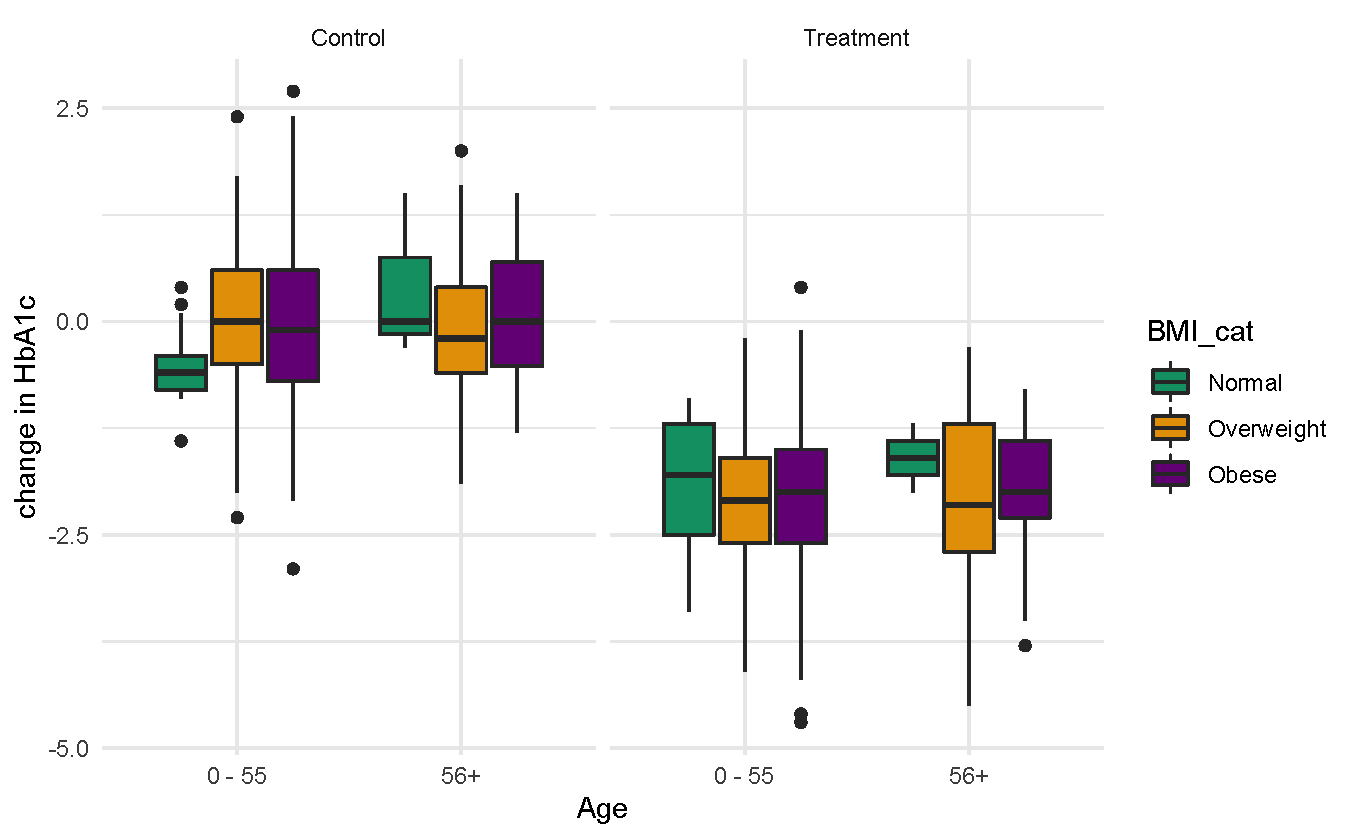 Control
Treatment
2.5
0.0
-2.5
-5.0
change in HbA1c
0 - 55
56+
0 - 55
56+
Age
BMI_cat
Normal
Overweight
Obese